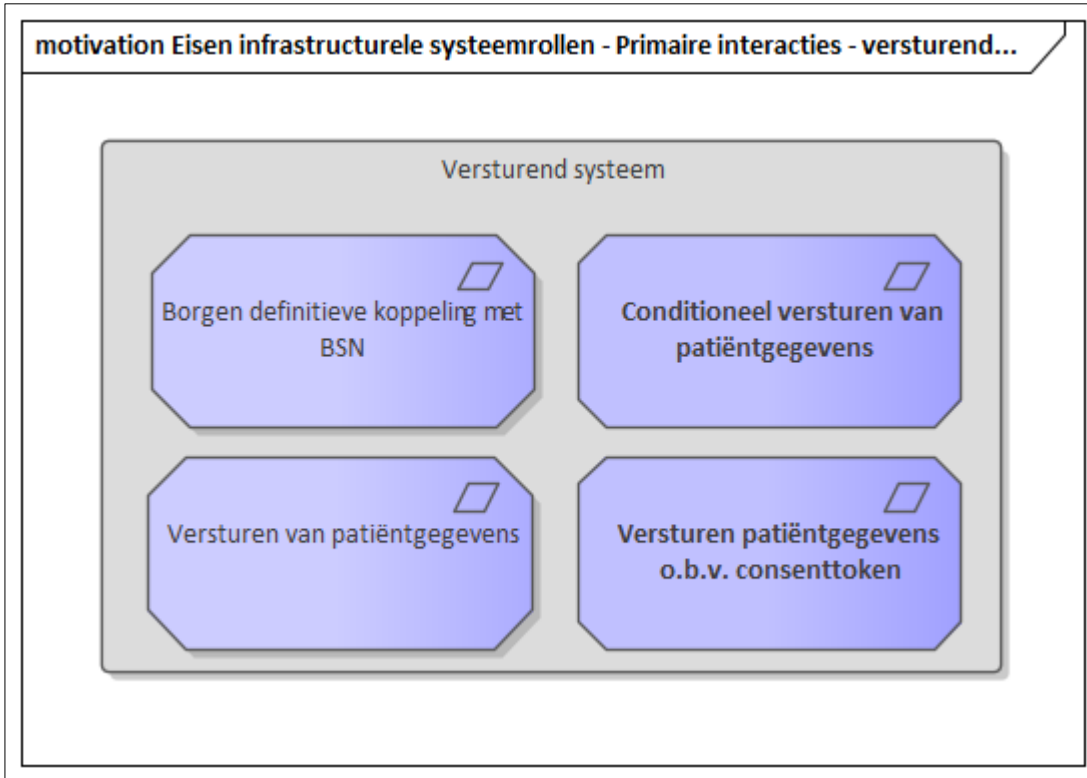 motivation Eisen infrastructurele systeemrollen - Primaire interacties - versturend...
Versturend systeem
Borgen definitieve koppeling met
BSN
Conditioneel versturen van
patiëntgegevens
Versturen van patiëntgegevens
Versturen patiëntgegevens
o.b.v. consenttoken